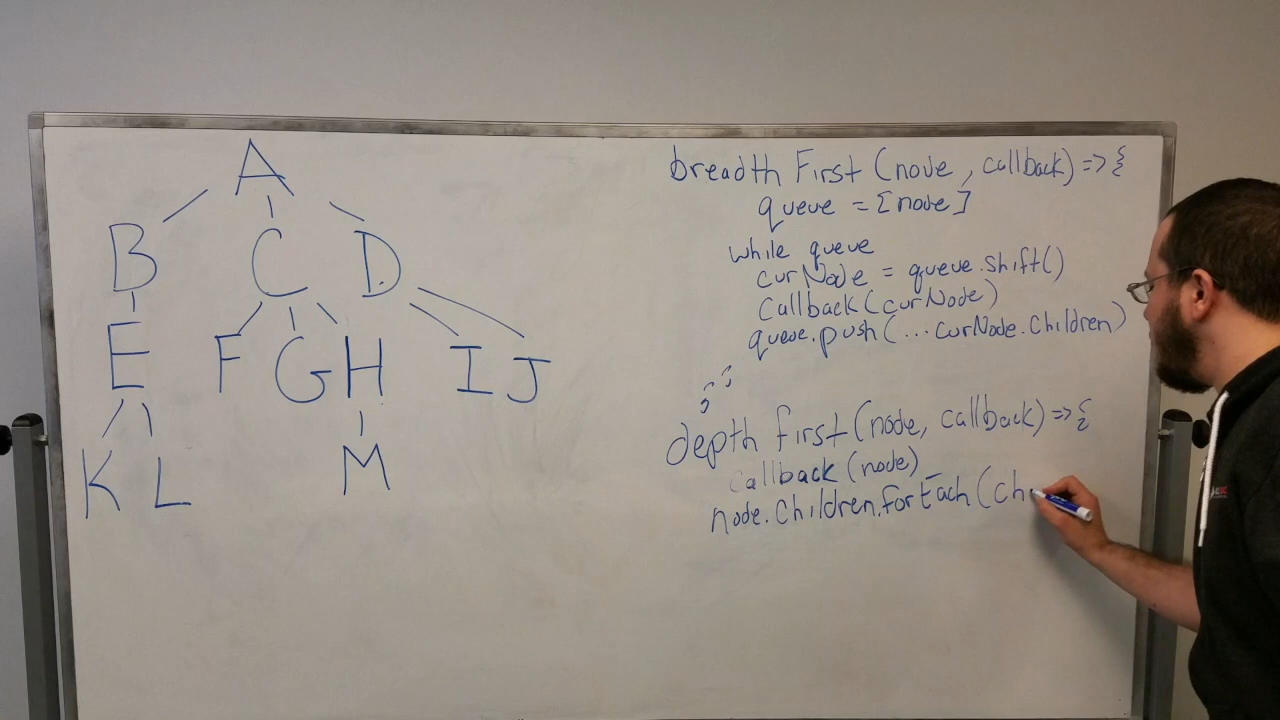 A
B C D
E F G H I J
K L M
breadth First (node, callback) => {
queue = [node]
while queue
curNode = queue.shift()
callback(curNode)
queue.push(...curNode.children)
depth first(node, callback) => {
callback (node)
node.children.forEach (ch